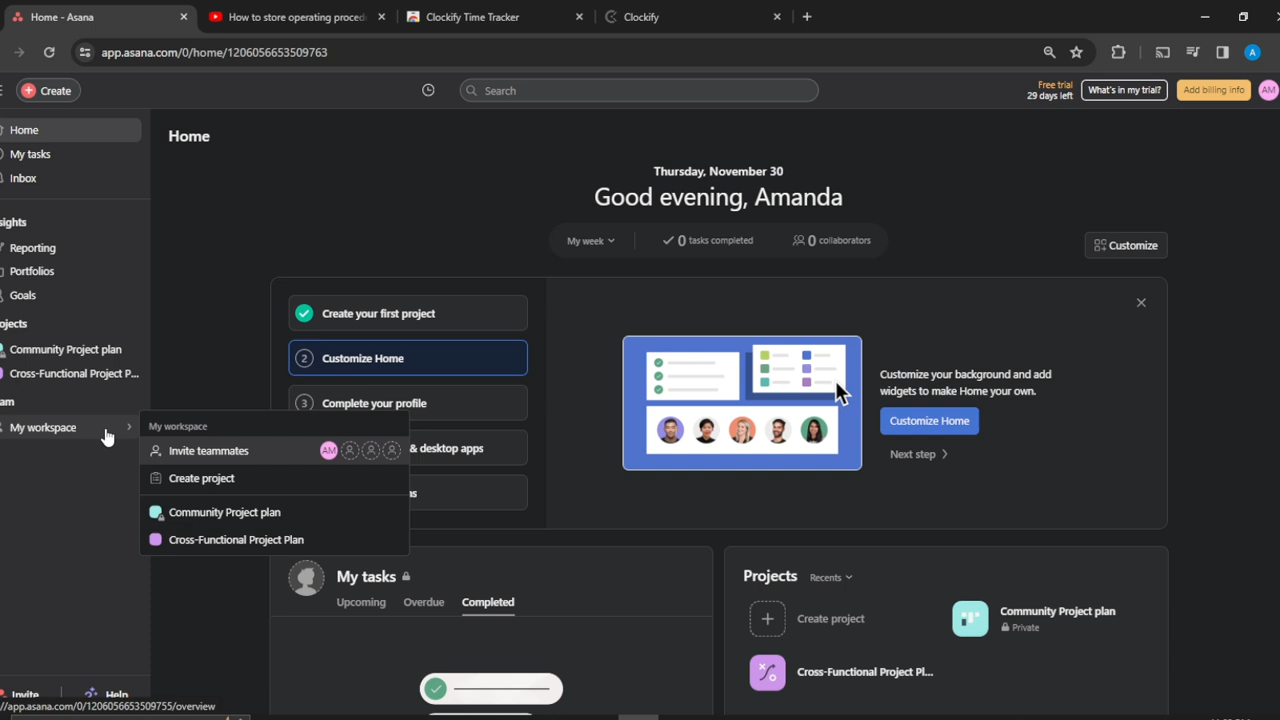 Home - Asana
How to store operating proced
Clockify Time Tracker
Clockify
app.asana.com/0/home/1206056653509763
A
Create
Search
Free trial
29 days left
What's in my trial?
Add billing info
AM
Home
My tasks
Inbox
sights
Reporting
Portfolios
Goals
ojects
Community Project plan
Cross-Functional Project P...
am
My workspace
Home
Thursday, November 30
Good evening, Amanda
My week
0 tasks completed
0 collaborators
Customize
Create your first project
2 Customize Home
3 Complete your profile
& desktop apps
ns
My workspace
Invite teammates
AM
Create project
Community Project plan
Cross-Functional Project Plan
Customize your background and add
widgets to make Home your own.
Customize Home
Next step
My tasks
Upcoming
Overdue
Completed
Projects
Recents
Create project
Community Project plan
Private
Cross-Functional Project Pl...
Invite
Help
//app.asana.com/0/1206056653509755/overview